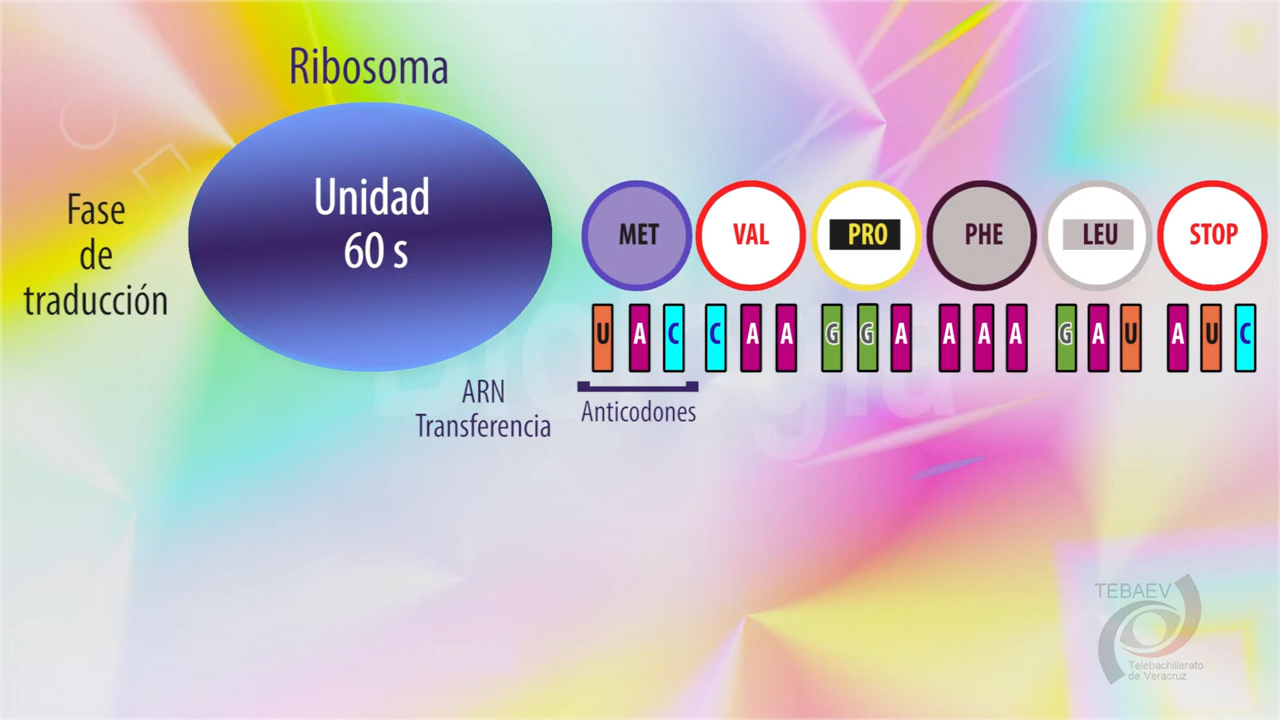 Ribosoma
Unidad
60 s
Fase
de
traducción
MET VAL PRO PHE LEU STOP
U A C C A A G G A A A A G A U A U C
ARN
Transferencia
Anticodones
Biología
TEBAEV
Telebachillerato
de Veracruz